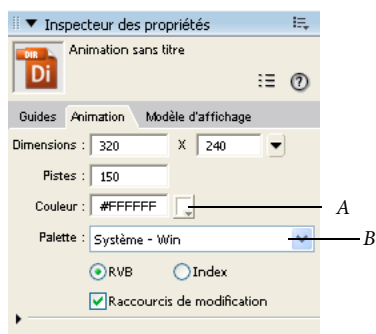 Inspecteur des propriétés
DIR
Di
Animation sans titre
?
Guides Animation Modèle d'affichage
Dimensions : 320 X 240
Pistes : 150
Couleur : #FFFFFF A
Palette : Système - Win B
RVB Index
Raccourcis de modification